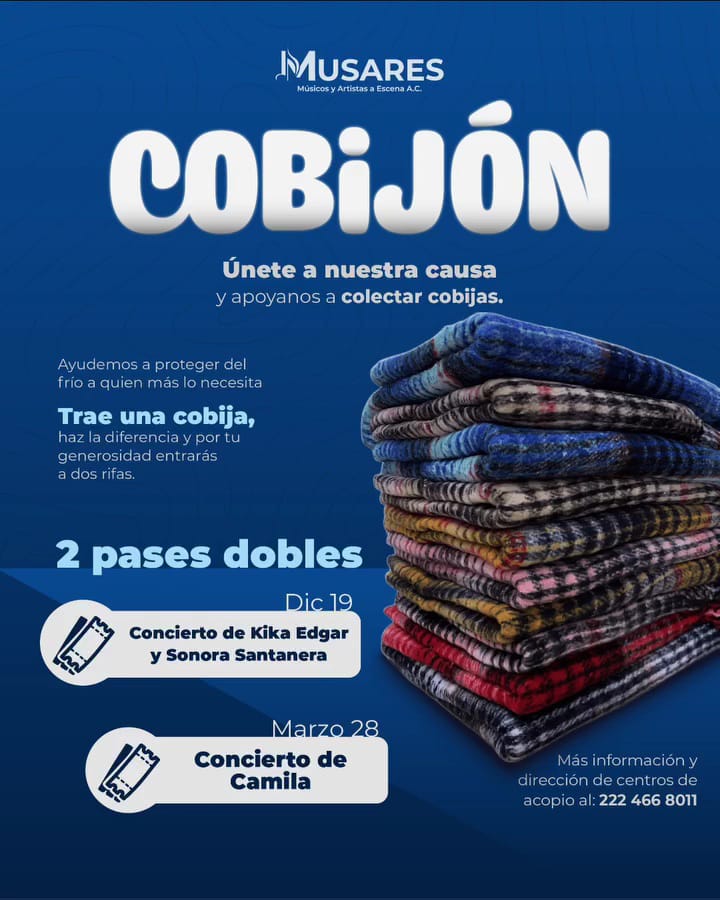 MUSARES
Músicos y Artistas a Escena A.C.
COBiJÓN
Únete a nuestra causa
y apoyanos a colectar cobijas.
Ayudemos a proteger del
frío a quien más lo necesita
Trae una cobija,
haz la diferencia y por tu
generosidad entrarás
a dos rifas.
2 pases dobles
Dic 19
Concierto de Kika Edgar
y Sonora Santanera
Marzo 28
Concierto de
Camila
Más información y
dirección de centros de
acopio al: 222 466 8011